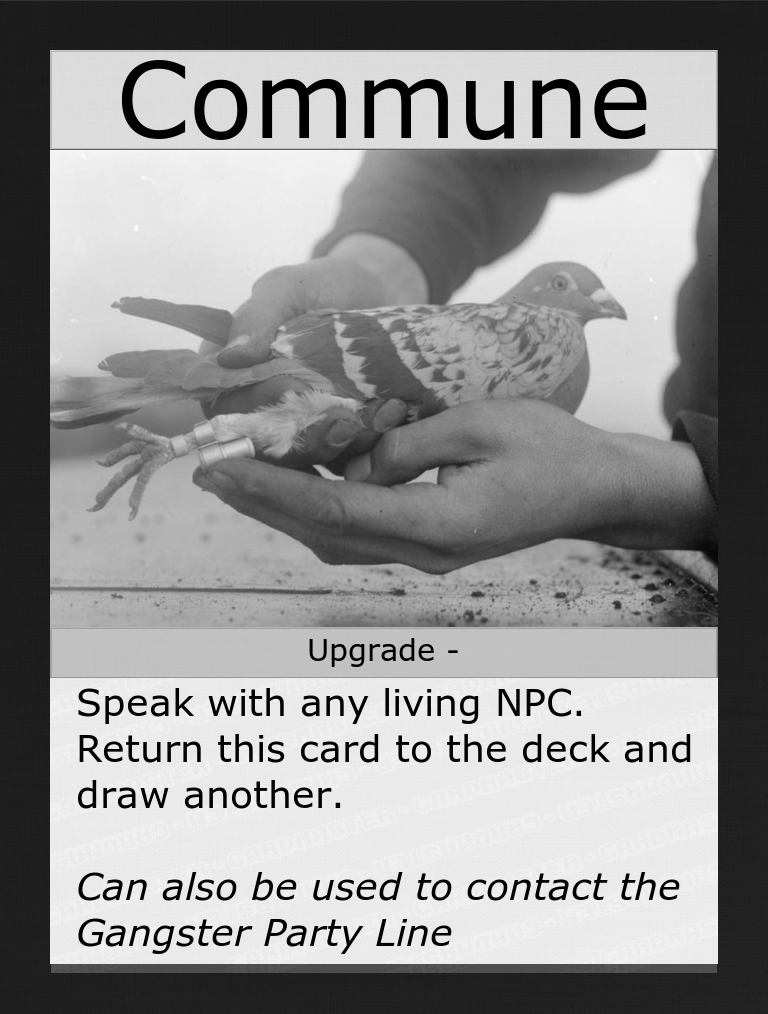 Commune
Upgrade -
Speak with any living NPC.
Return this card to the deck and
draw another.
Can also be used to contact the
Gangster Party Line